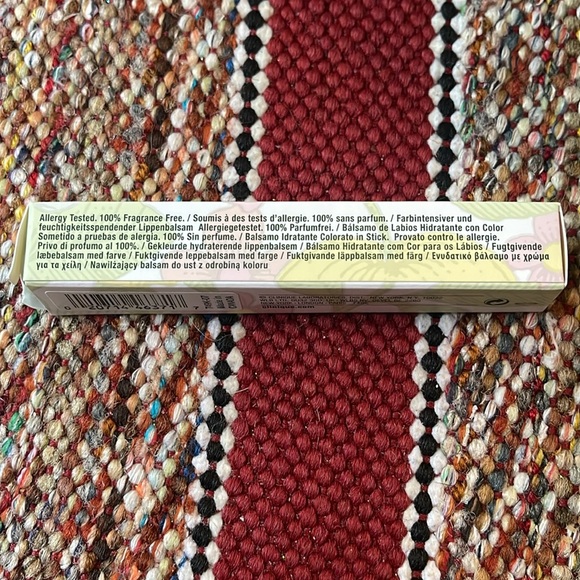 Allergy Tested. 100% Fragrance Free. / Soumis à des tests d'allergie. 100% sans parfum. / Farbintensiver und
feuchtigkeitsspendender Lippenbalsam Allergiegetestet. 100% Parfumfrei. / Bálsamo de Labios Hidratante con Color
Sometido a pruebas de alergia. 100% Sin perfume. / Balsamo Idratante Colorato in Stick. Provato contro le allergie.
Privo di profumo al 100%. / Gekleurde hydraterende lippenbalsem / Bálsamo Hidratante com Cor para os Lábios / Fugtgivende
læbebalsam med farve / Fuktighetgivende leppebalsam med farge / Fuktgivande läppbalsam med färg / Ενυδατικό βάλσαμο με χρώμα
για τα χείλη / Nawilżający balsam do ust z odrobiną koloru
clinique.com